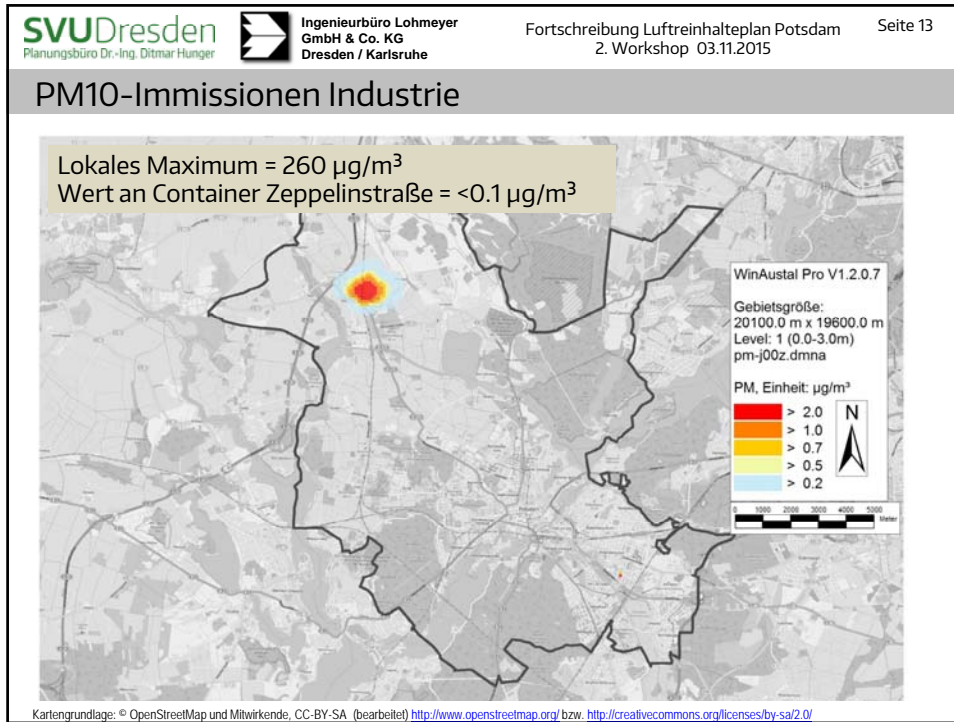 SVUDresden
Planungsbüro Dr.-Ing. Ditmar Hunger
Ingenieurbüro Lohmeyer
GmbH & Co. KG
Dresden / Karlsruhe
Fortschreibung Luftreinhalteplan Potsdam
2. Workshop 03.11.2015
Seite 13
PM10-Immissionen Industrie
Lokales Maximum = 260 µg/m³
Wert an Container Zeppelinstraße = <0.1 µg/m³
WinAustal Pro V1.2.0.7
Gebietsgröße:
20100.0 m x 19600.0 m
Level: 1 (0.0-3.0m)
pm-j00z.dmna
PM, Einheit: µg/m³
> 2.0
> 1.0
> 0.7
> 0.5
> 0.2
N
0 1000 2000 3000 4000 5000
Meter
Kartengrundlage: © OpenStreetMap und Mitwirkende, CC-BY-SA (bearbeitet) http://www.openstreetmap.org/ bzw. http://creativecommons.org/licenses/by-sa/2.0/